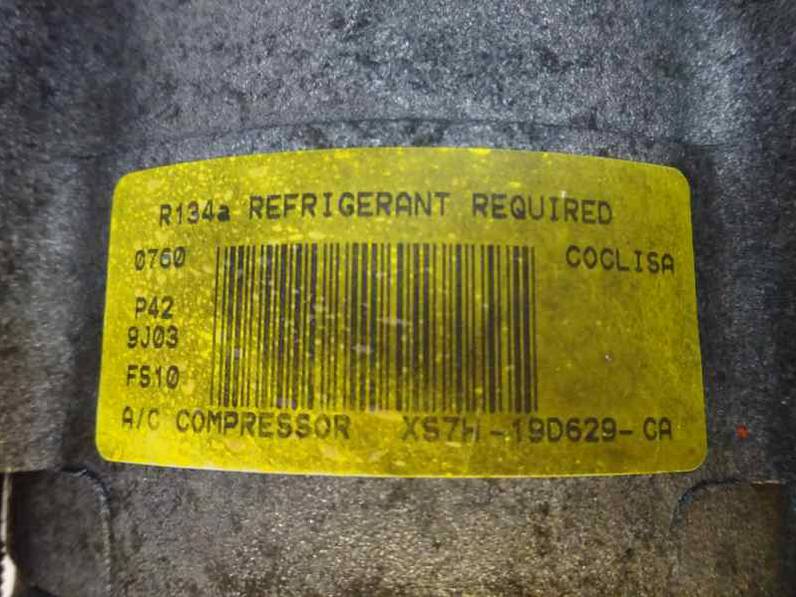 R134a REFRIGERANT REQUIRED
0760 COCLISA
P42
9J03
FS10
A/C COMPRESSOR XS7H-19D629-CA